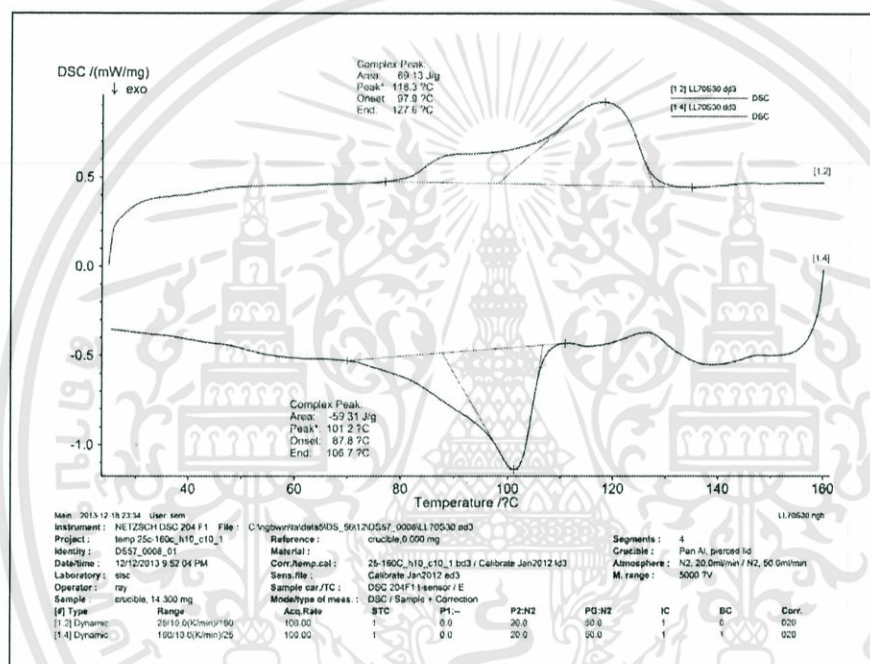 DSC /(mW/mg)
↓ exo
Complex Peak:
Area: 69.13 J/g
Peak*: 118.3 ?C
Onset: 97.9 ?C
End: 127.6 ?C
[1.2] LL70S30.dd3
DSC
[1.4] LL70S30.dd3
DSC
0.5
[1.2]
0.0
[1.4]
-0.5
Complex Peak:
Area: -59.31 J/g
Peak*: 101.2 ?C
Onset: 87.8 ?C
End: 106.7 ?C
-1.0
40 60 80 100 120 140 160
Temperature /?C
Main 2013-12-18 23:34 User: sem
LL70S30.ngb
Instrument : NETZSCH DSC 204 F1 File :
Project : temp 25c-160c_h10_c10_1 Reference : crucible,0.000 mg Segments : 4
Identity : DS57_0008_01 Material : Crucible : Pan Al, pierced lid
Date/time : 12/12/2013 9:52:04 PM Corr./temp.cal : 25-160C_h10_c10_1.bd3 / Calibrate Jan2012.td3 Atmosphere : N2, 20.0ml/min / N2, 50.0ml/min
Laboratory : sisc Sens.file : Calibrate Jan2012.ed3 M. range : 5000 ?V
Operator : ray Sample car./TC : DSC 204F1 t-sensor / E
Sample : crucible, 14.300 mg Mode/type of meas. : DSC / Sample + Correction
[#] Type Range Acq.Rate STC P1:-- P2:N2 PG:N2 IC BC Corr.
[1.2] Dynamic 25/10.0(K/min)/160 100.00 1 0.0 20.0 50.0 1 0 020
[1.4] Dynamic 160/10.0(K/min)/25 100.00 1 0.0 20.0 50.0 1 1 020